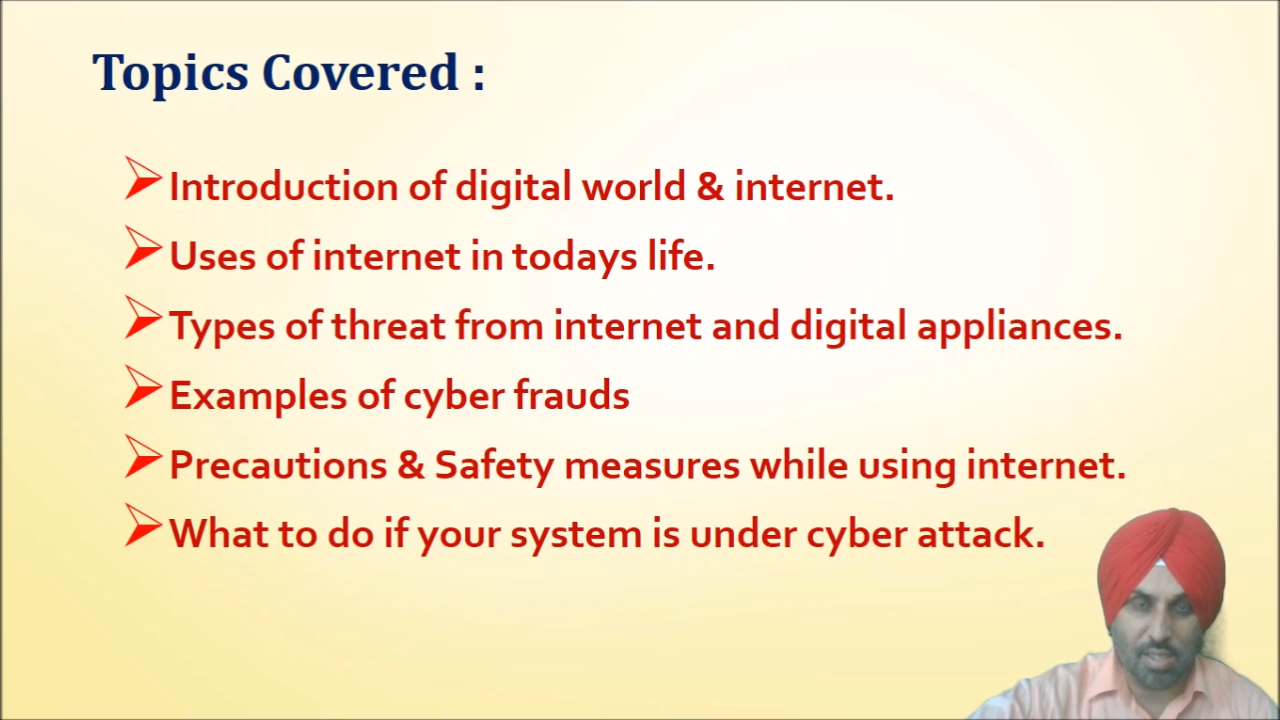 Topics Covered :
Introduction of digital world & internet.
Uses of internet in todays life.
Types of threat from internet and digital appliances.
Examples of cyber frauds
Precautions & Safety measures while using internet.
What to do if your system is under cyber attack.